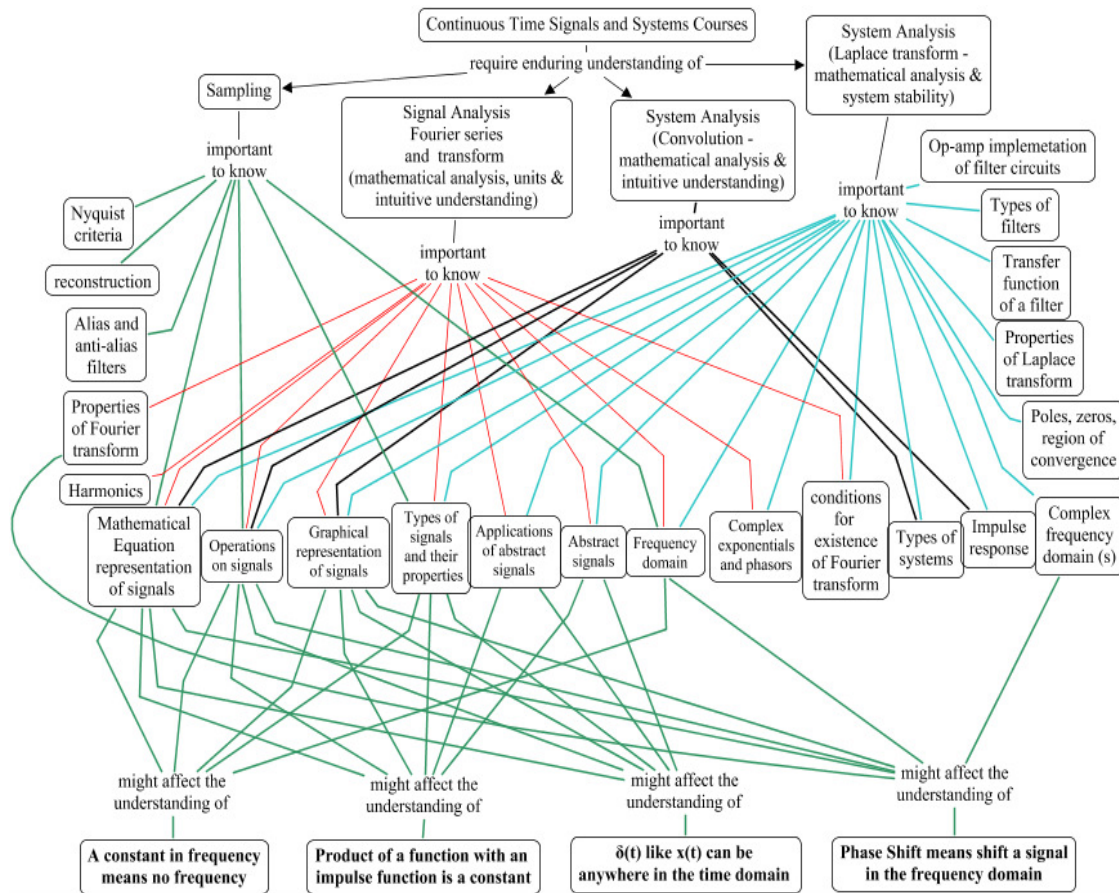 Continuous Time Signals and Systems Courses
require enduring understanding of
System Analysis
(Laplace transform -
mathematical analysis &
system stability)
Sampling
Signal Analysis
Fourier series
and transform
(mathematical analysis, units &
intuitive understanding)
System Analysis
(Convolution -
mathematical analysis &
intuitive understanding)
important
to know
important
to know
important
to know
important
to know
Op-amp implemetation
of filter circuits
Types of
filters
Transfer
function
of a filter
Properties
of Laplace
transform
Poles, zeros,
region of
convergence
Nyquist
criteria
reconstruction
Alias and
anti-alias
filters
Properties
of Fourier
transform
Harmonics
Mathematical
Equation
representation
of signals
Operations
on signals
Graphical
representation
of signals
Types of
signals
and their
properties
Applications
of abstract
signals
Abstract
signals
Frequency
domain
Complex
exponentials
and phasors
conditions
for
existence
of Fourier
transform
Types of
systems
Impulse
response
Complex
frequency
domain (s)
might affect the
understanding of
might affect the
understanding of
might affect the
understanding of
might affect the
understanding of
A constant in frequency
means no frequency
Product of a function with an
impulse function is a constant
δ(t) like x(t) can be
anywhere in the time domain
Phase Shift means shift a signal
in the frequency domain